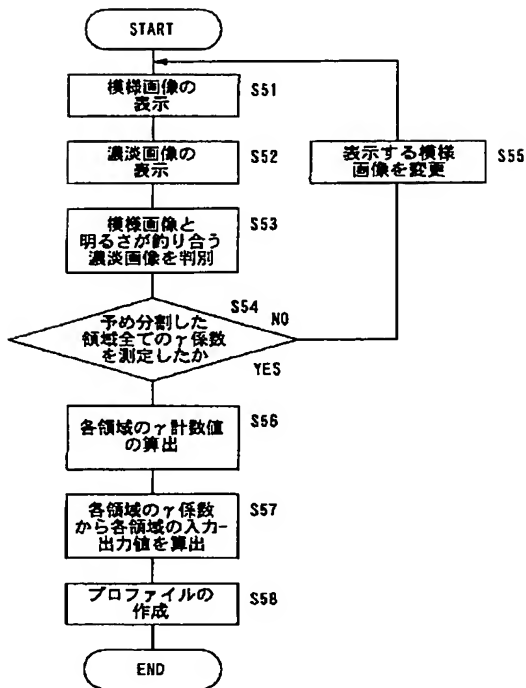 START
模様画像の
表示
S51
濃淡画像の
表示
S52
模様画像と
明るさが釣り合う
濃淡画像を判別
S53
S54
予め分割した
領域全てのγ係数
を測定したか
NO
YES
表示する模様
画像を変更
S55
各領域のγ計数値
の算出
S56
各領域のγ係数
から各領域の入力-
出力値を算出
S57
プロファイルの
作成
S58
END